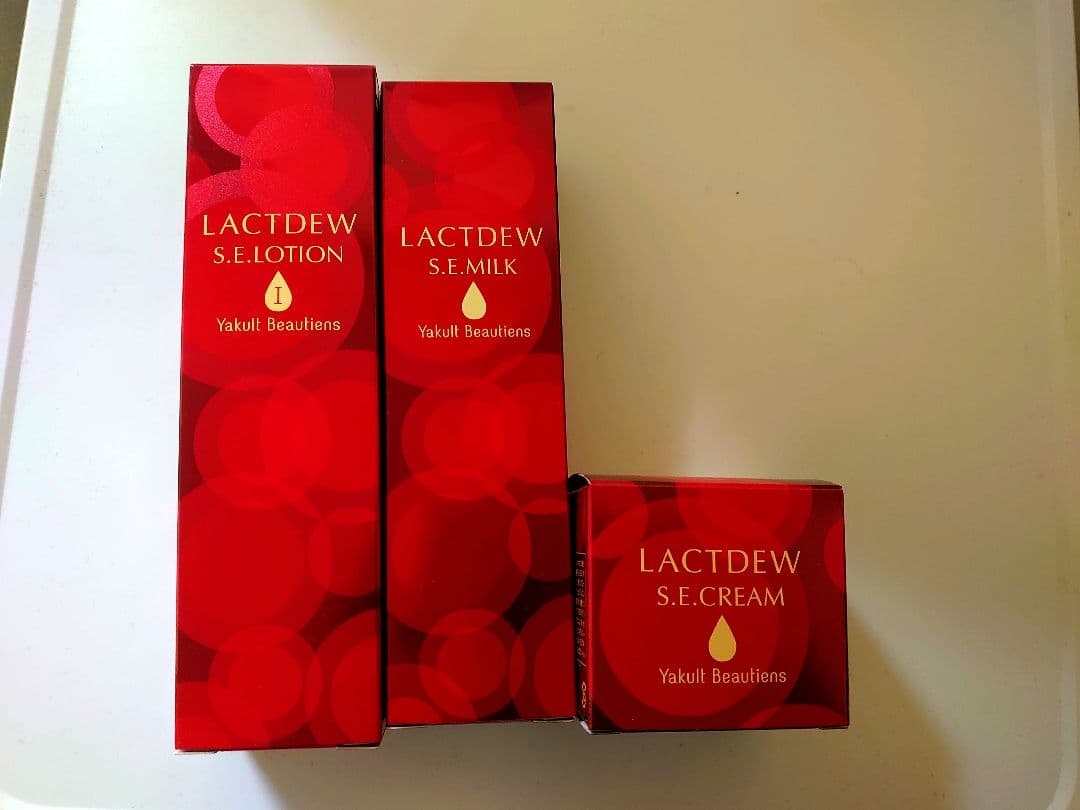 LACTDEW
S.E.LOTION
I
Yakult Beautiens
LACTDEW
S.E.MILK
Yakult Beautiens
LACTDEW
S.E.CREAM
Yakult Beautiens